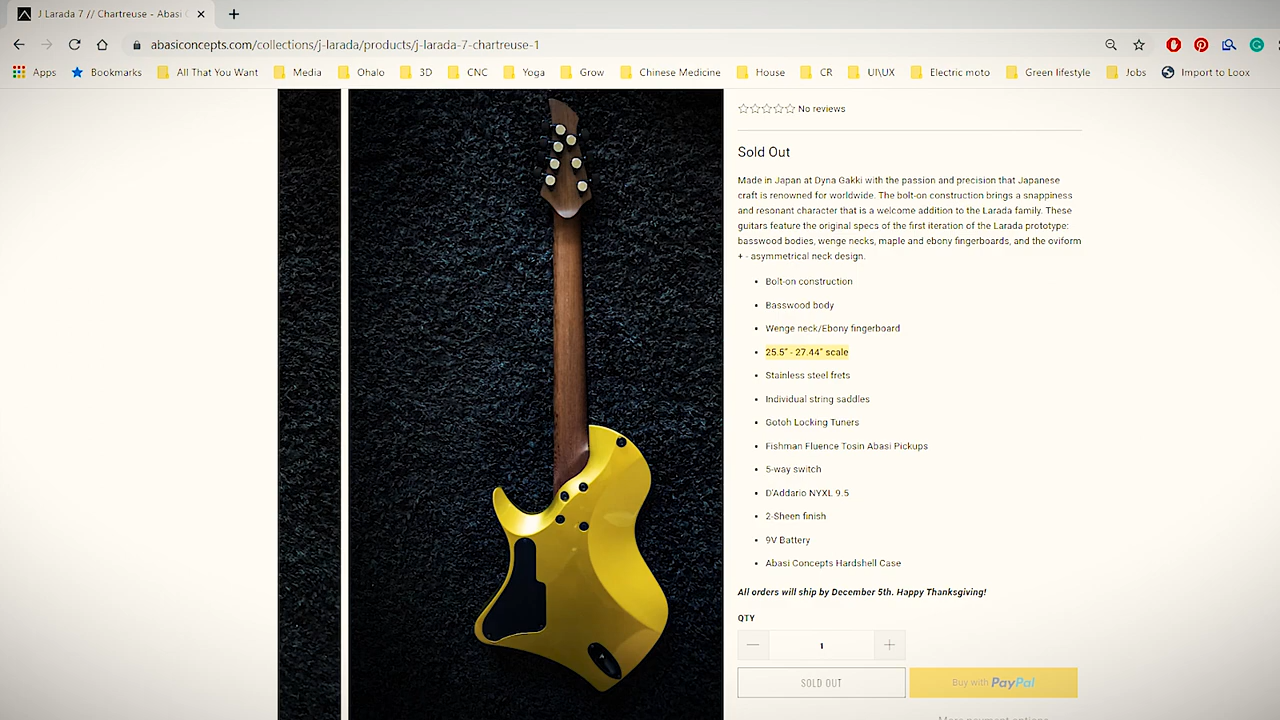 J Larada 7 // Chartreuse - Abasi C
abasiconcepts.com/collections/j-larada/products/j-larada-7-chartreuse-1
Apps Bookmarks All That You Want Media Ohalo 3D CNC Yoga Grow Chinese Medicine House CR UI\UX Electric moto Green lifestyle Jobs Import to Loox
No reviews
Sold Out
Made in Japan at Dyna Gakki with the passion and precision that Japanese
craft is renowned for worldwide. The bolt-on construction brings a snappiness
and resonant character that is a welcome addition to the Larada family. These
guitars feature the original specs of the first iteration of the Larada prototype:
basswood bodies, wenge necks, maple and ebony fingerboards, and the oviform
+ - asymmetrical neck design.
• Bolt-on construction
• Basswood body
• Wenge neck/Ebony fingerboard
• 25.5" - 27.44" scale
• Stainless steel frets
• Individual string saddles
• Gotoh Locking Tuners
• Fishman Fluence Tosin Abasi Pickups
• 5-way switch
• D'Addario NYXL 9.5
• 2-Sheen finish
• 9V Battery
• Abasi Concepts Hardshell Case
All orders will ship by December 5th. Happy Thanksgiving!
QTY
1
SOLD OUT
Buy with PayPal
More payment options